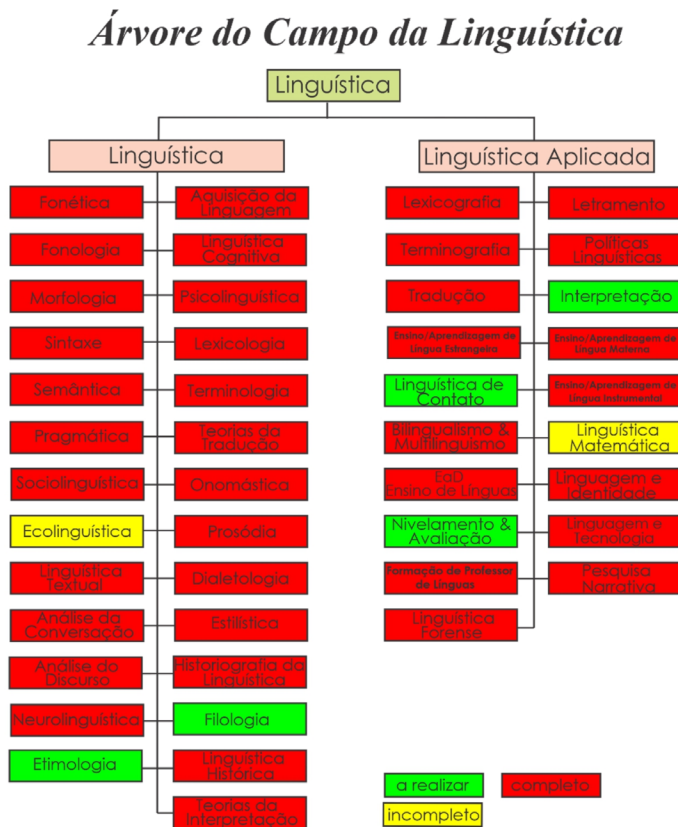 Árvore do Campo da Linguística
Linguística
Linguística
Linguística Aplicada
Fonética
Aquisição da
Linguagem
Fonologia
Linguística
Cognitiva
Morfologia
Psicolinguística
Sintaxe
Lexicologia
Semântica
Terminologia
Pragmática
Teorias da
Tradução
Sociolinguística
Onomástica
Ecolinguística
Prosódia
Linguística
Textual
Dialetologia
Análise da
Conversação
Estilística
Análise do
Discurso
Historiografia da
Linguística
Neurolinguística
Filologia
Etimologia
Linguística
Histórica
Teorias da
Interpretação
Lexicografia
Letramento
Terminografia
Políticas
Linguísticas
Tradução
Interpretação
Ensino/Aprendizagem de
Língua Estrangeira
Ensino/Aprendizagem de
Língua Materna
Linguística de
Contato
Ensino/Aprendizagem de
Língua Instrumental
Bilingualismo &
Multilinguismo
Linguística
Matemática
EaD
Ensino de Línguas
Linguagem e
Identidade
Nivelamento &
Avaliação
Linguagem e
Tecnologia
Formação de Professor
de Línguas
Pesquisa
Narrativa
Linguística
Forense
a realizar
completo
incompleto